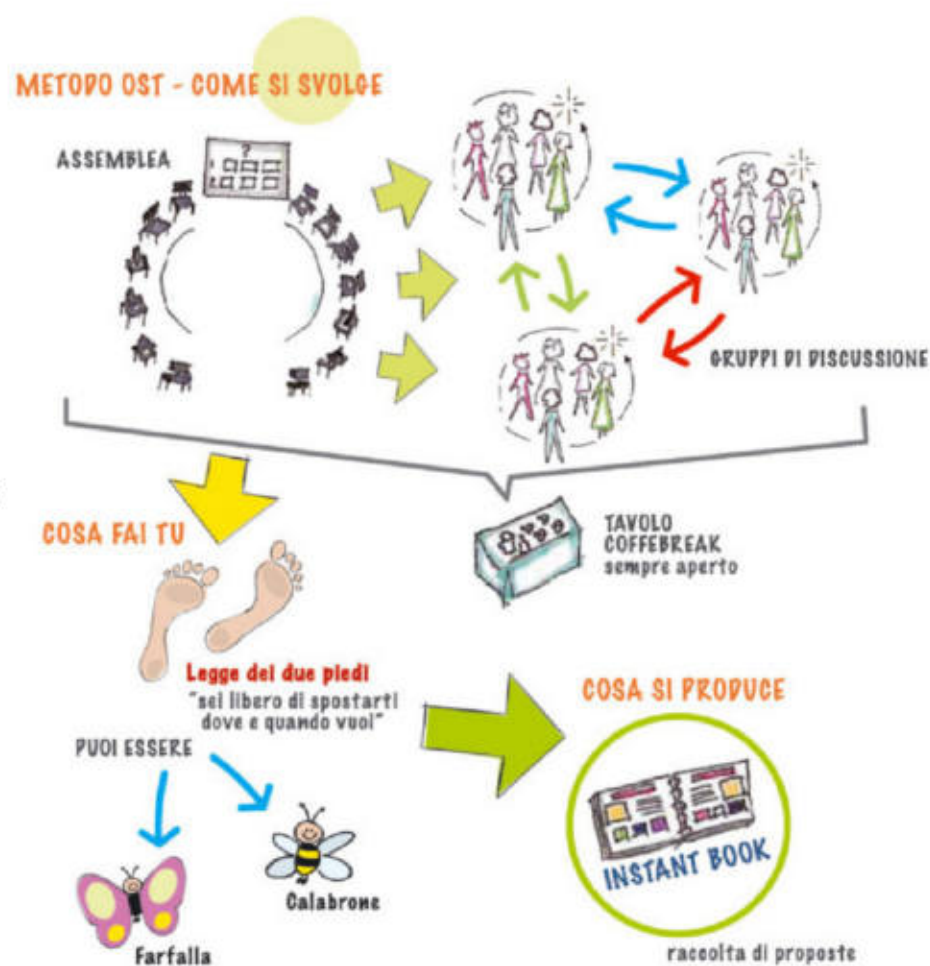 METODO OST - COME SI SVOLGE
ASSEMBLEA
?
GRUPPI DI DISCUSSIONE
COSA FAI TU
TAVOLO
COFFEBREAK
sempre aperto
Legge dei due piedi
"sei libero di spostarti
dove e quando vuoi"
PUOI ESSERE
Farfalla
Calabrone
COSA SI PRODUCE
INSTANT BOOK
raccolta di proposte